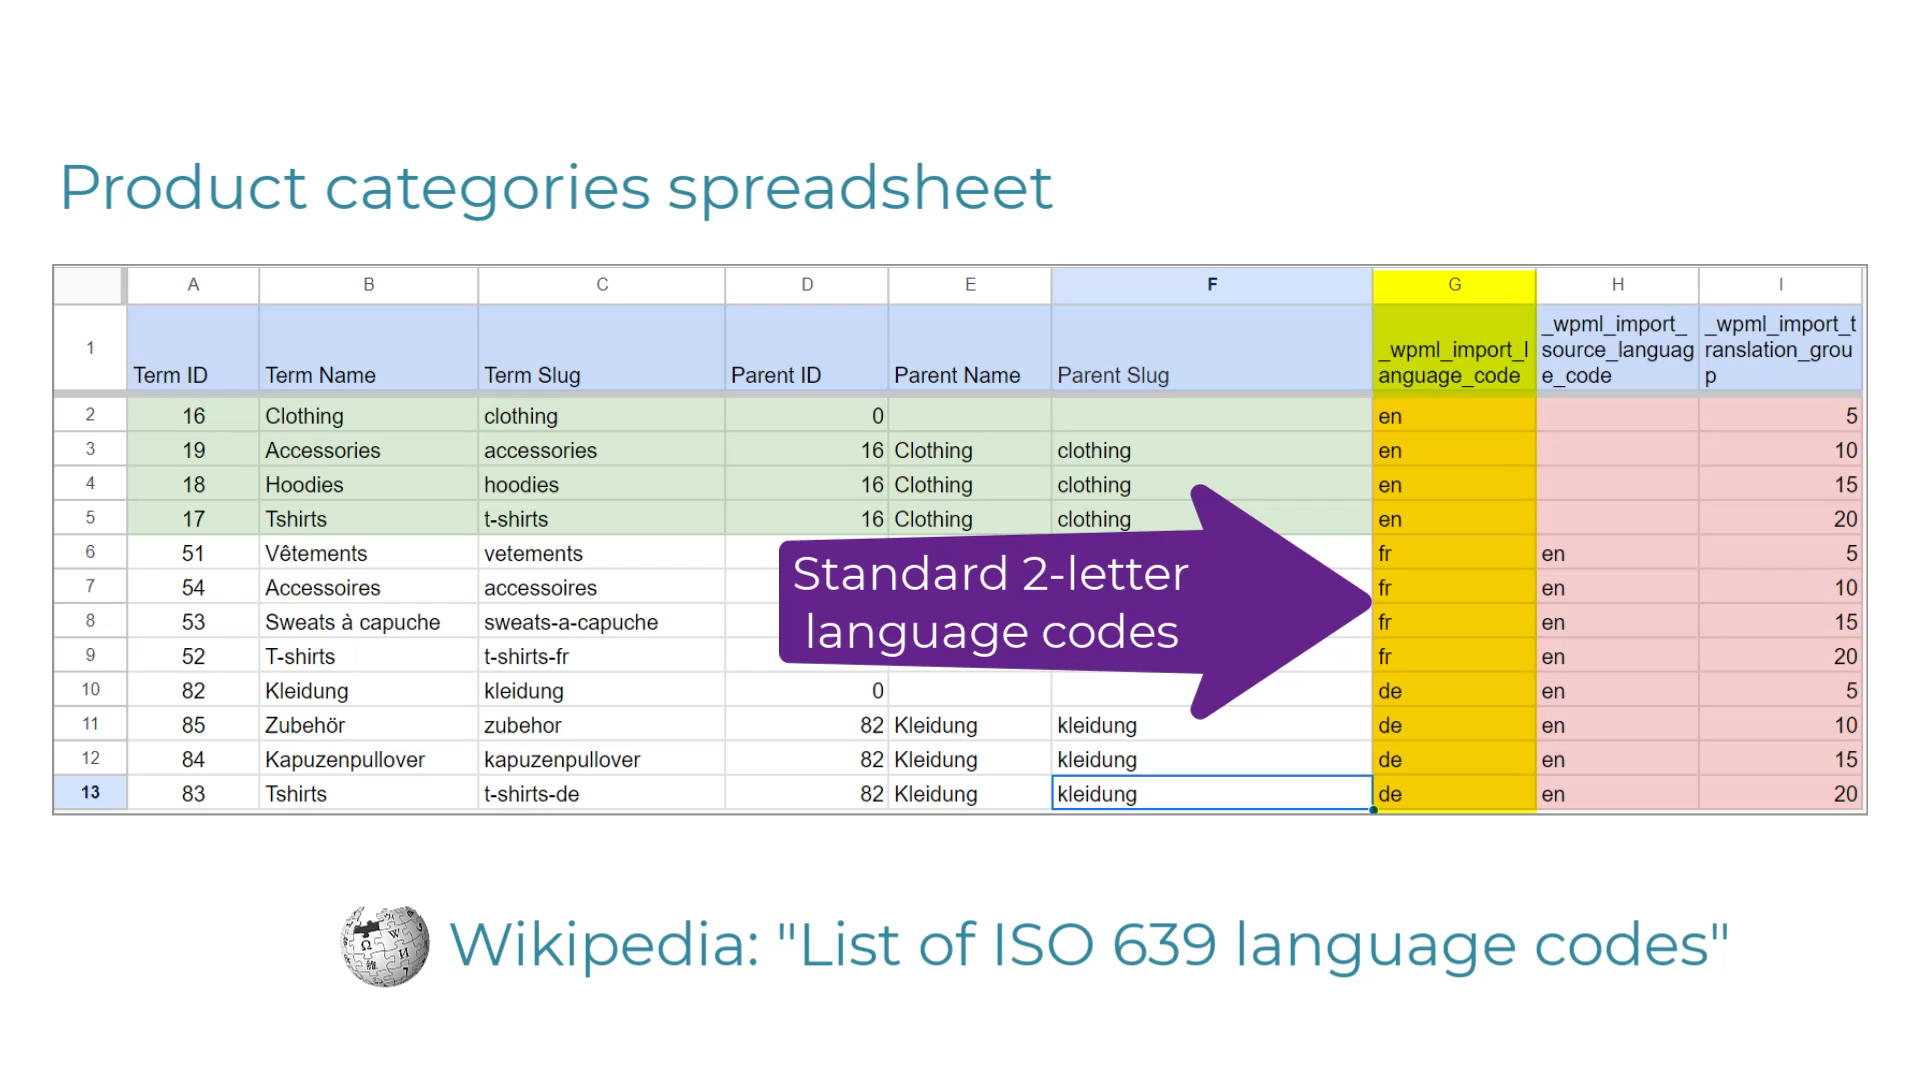 Product categories spreadsheet
A B C D E F G H I
1 Term ID Term Name Term Slug Parent ID Parent Name Parent Slug _wpml_import_language_code _wpml_import_source_language_code _wpml_import_translation_group
2 16 Clothing clothing 0 en 5
3 19 Accessories accessories 16 Clothing clothing en 10
4 18 Hoodies hoodies 16 Clothing clothing en 15
5 17 Tshirts t-shirts 16 Clothing clothing en 20
6 51 Vêtements vetements fr en 5
7 54 Accessoires accessoires fr en 10
8 53 Sweats à capuche sweats-a-capuche fr en 15
9 52 T-shirts t-shirts-fr fr en 20
10 82 Kleidung kleidung 0 de en 5
11 85 Zubehör zubehor 82 Kleidung kleidung de en 10
12 84 Kapuzenpullover kapuzenpullover 82 Kleidung kleidung de en 15
13 83 Tshirts t-shirts-de 82 Kleidung kleidung de en 20
Standard 2-letter
language codes
Wikipedia: "List of ISO 639 language codes"